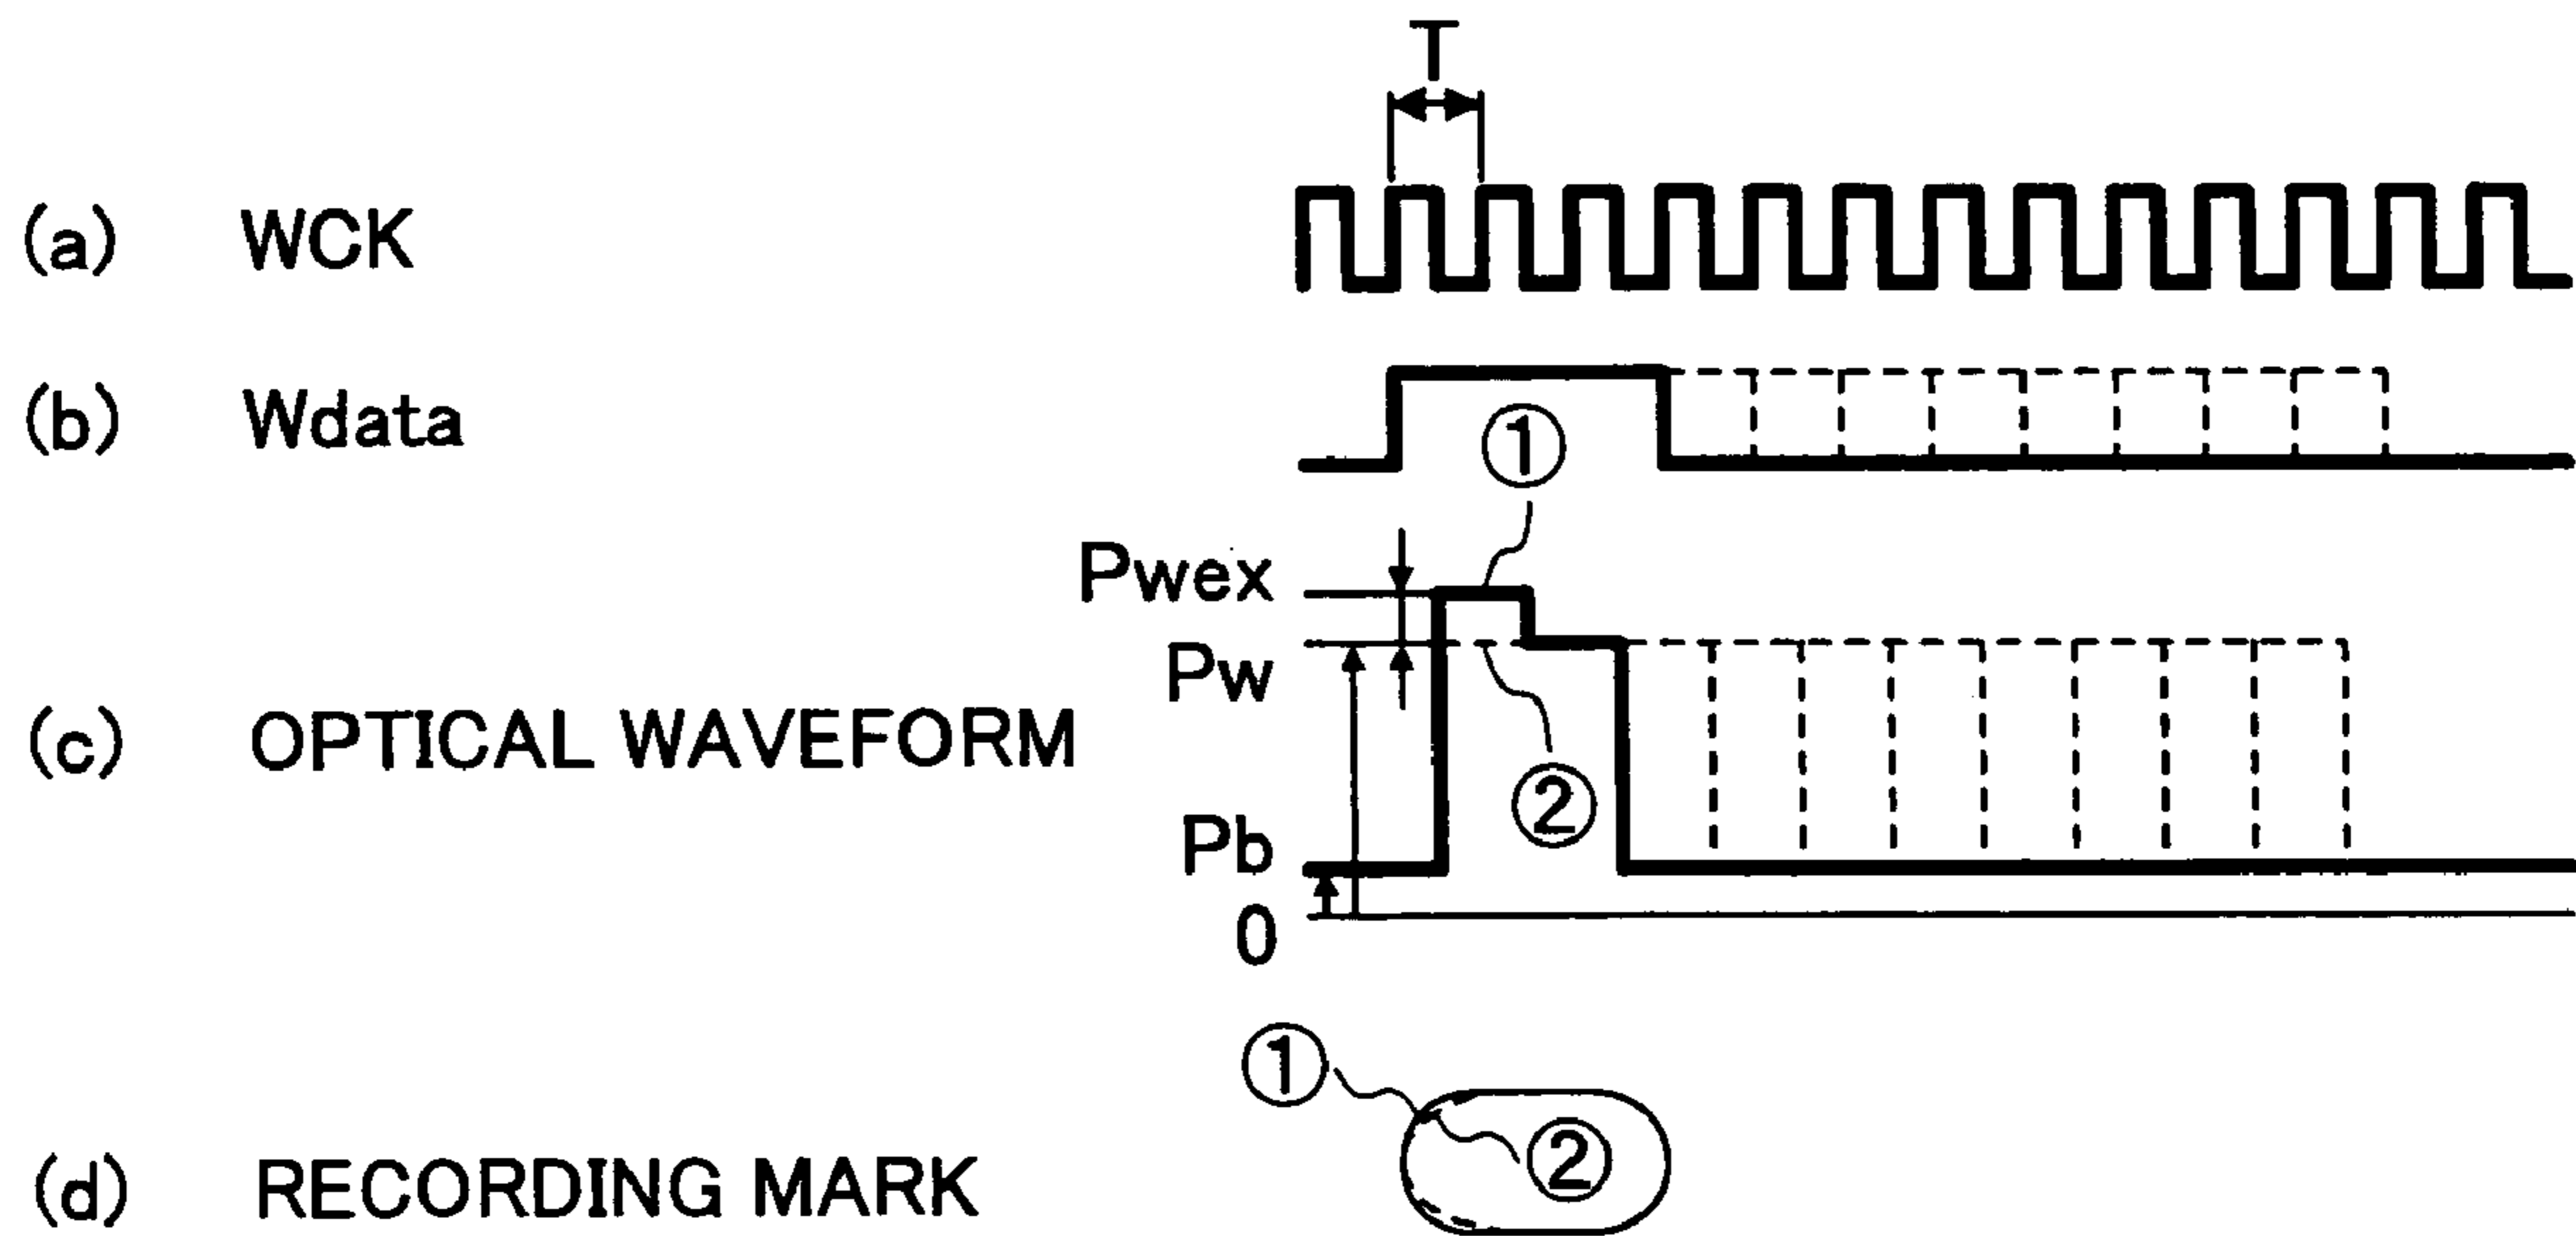 T
(a) WCK
(b) Wdata
①
Pwex
Pw
(c) OPTICAL WAVEFORM
②
Pb
0
①
②
(d) RECORDING MARK